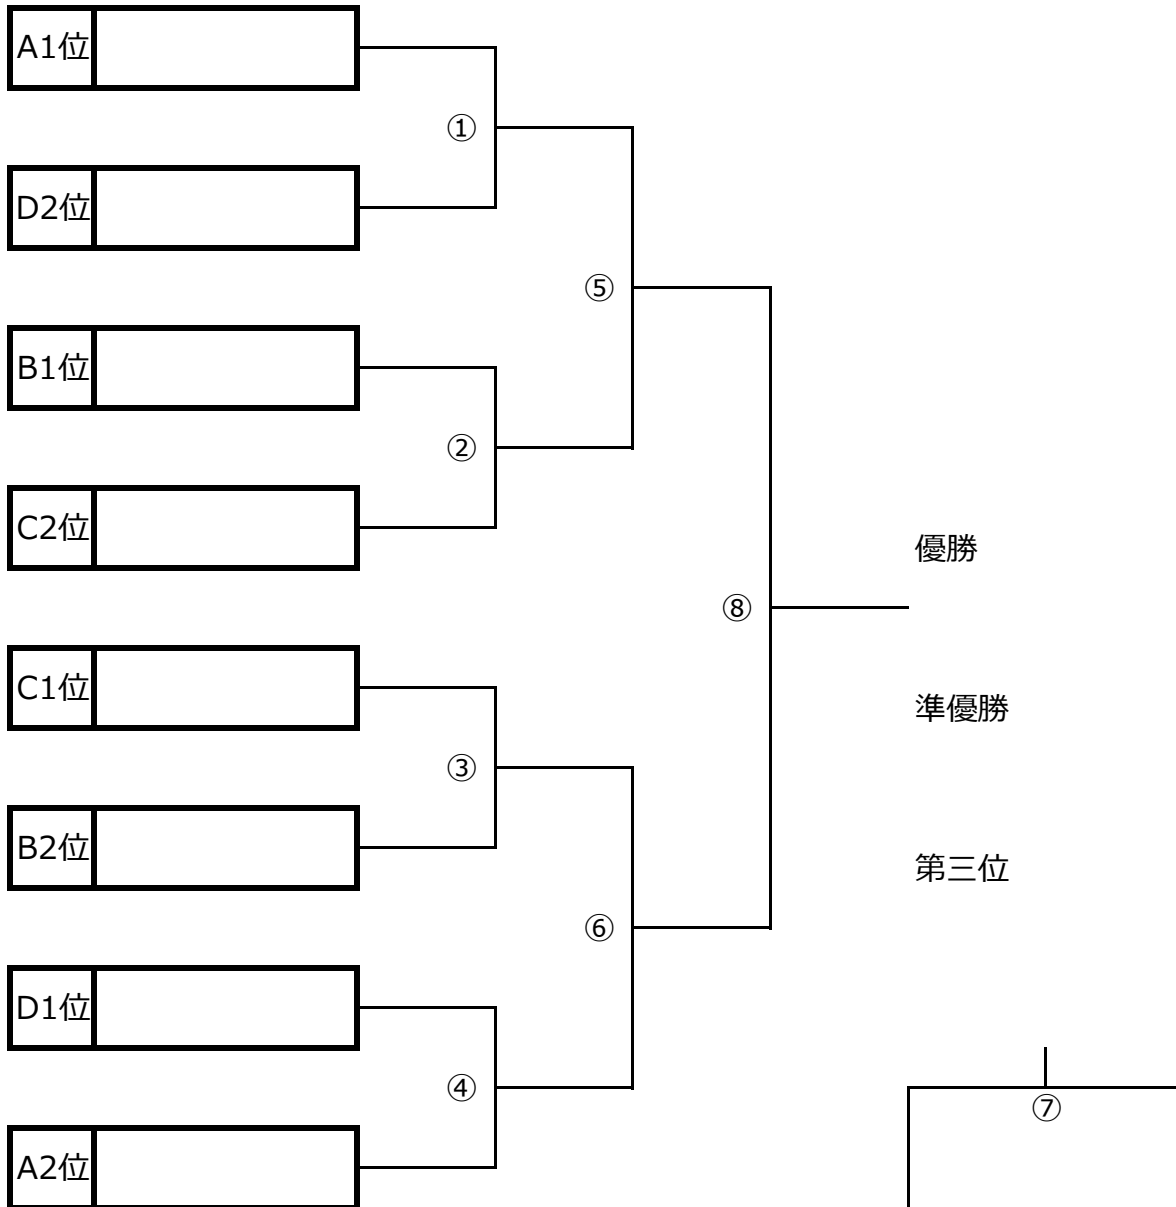 A1位
①
D2位
⑤
B1位
②
C2位
優勝
⑧
C1位
準優勝
③
B2位
第三位
⑥
D1位
④
⑦
A2位